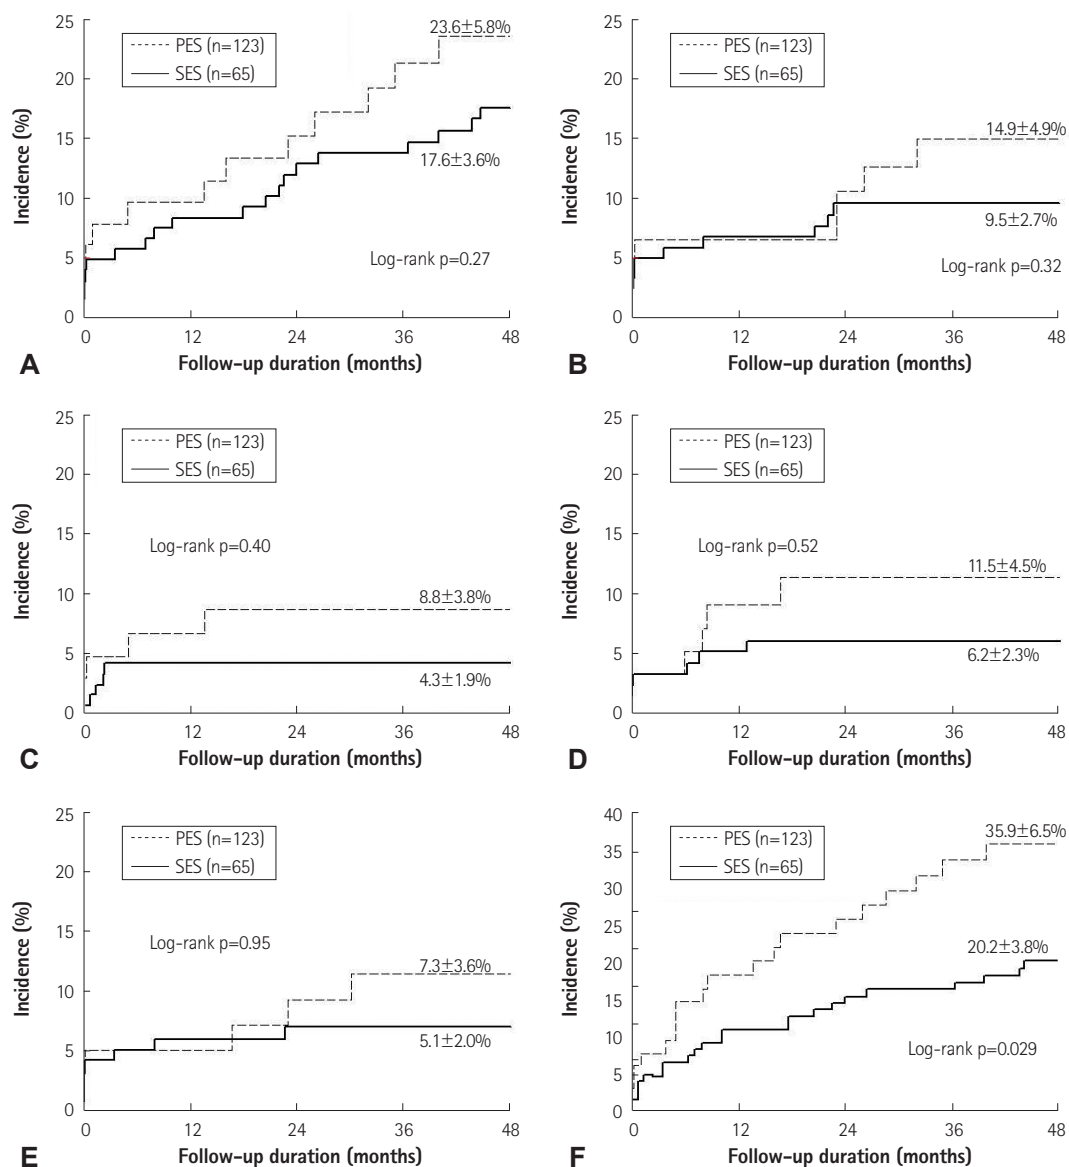 25
20
15
10
5
0
Incidence (%)
PES (n=123)
SES (n=65)
23.6±5.8%
17.6±3.6%
Log-rank p=0.27
0 12 24 36 48
Follow-up duration (months)
A
25
20
15
10
5
0
Incidence (%)
PES (n=123)
SES (n=65)
14.9±4.9%
9.5±2.7%
Log-rank p=0.32
0 12 24 36 48
Follow-up duration (months)
B
25
20
15
10
5
0
Incidence (%)
PES (n=123)
SES (n=65)
Log-rank p=0.40
8.8±3.8%
4.3±1.9%
0 12 24 36 48
Follow-up duration (months)
C
25
20
15
10
5
0
Incidence (%)
PES (n=123)
SES (n=65)
Log-rank p=0.52
11.5±4.5%
6.2±2.3%
0 12 24 36 48
Follow-up duration (months)
D
25
20
15
10
5
0
Incidence (%)
PES (n=123)
SES (n=65)
Log-rank p=0.95
7.3±3.6%
5.1±2.0%
0 12 24 36 48
Follow-up duration (months)
E
40
35
30
25
20
15
10
5
0
Incidence (%)
PES (n=123)
SES (n=65)
35.9±6.5%
20.2±3.8%
Log-rank p=0.029
0 12 24 36 48
Follow-up duration (months)
F